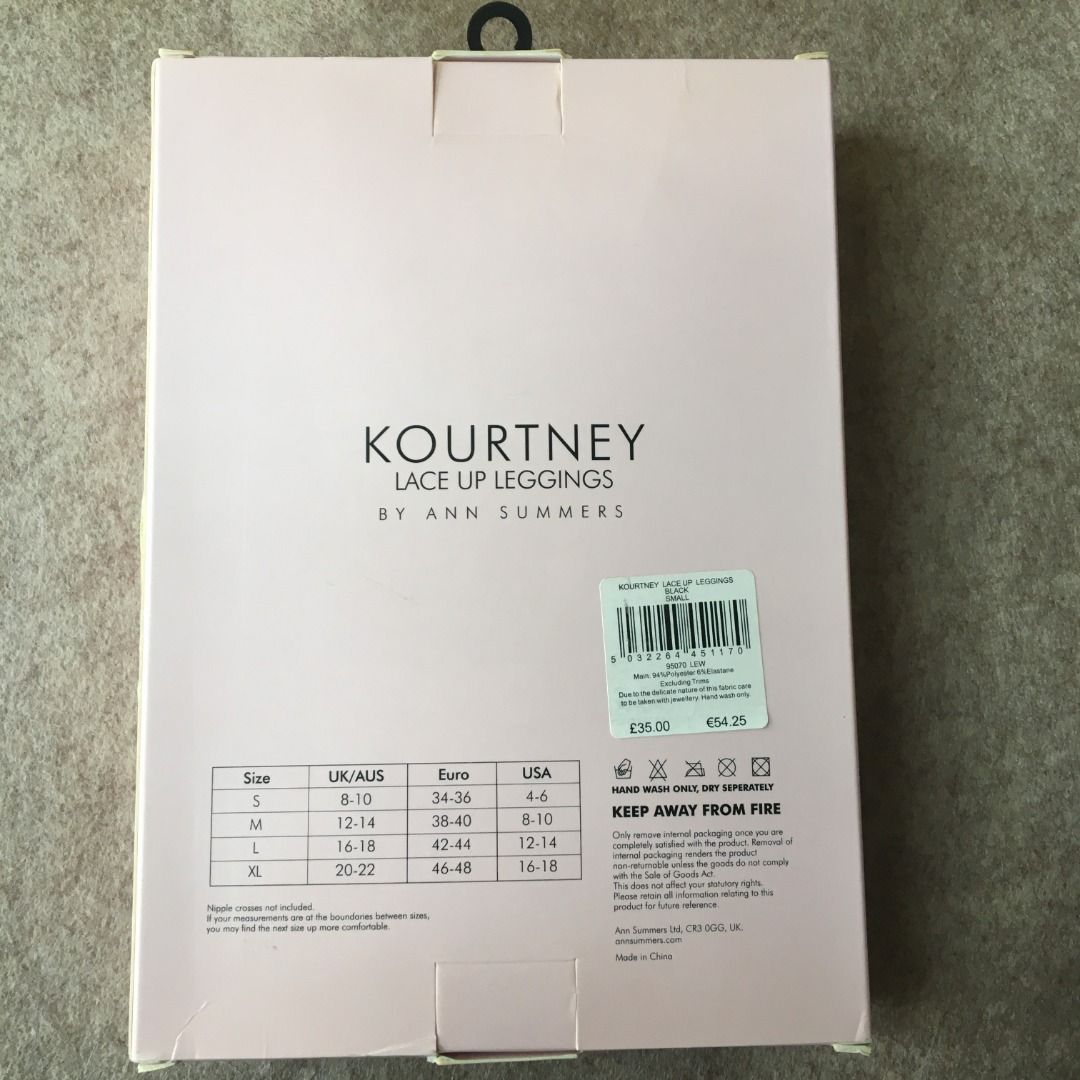 KOURTNEY
LACE UP LEGGINGS
BY ANN SUMMERS
KOURTNEY LACE UP LEGGINGS
BLACK
SMALL
5 032264 451170
95070 LEW
Main: 94%Polyester 6%Elastane
Excluding Trims
Due to the delicate nature of this fabric care
to be taken with jewellery. Hand wash only.
£35.00 €54.25
Size UK/AUS Euro USA
S 8-10 34-36 4-6
M 12-14 38-40 8-10
L 16-18 42-44 12-14
XL 20-22 46-48 16-18
Nipple crosses not included.
If your measurements are at the boundaries between sizes,
you may find the next size up more comfortable.
HAND WASH ONLY, DRY SEPERATELY
KEEP AWAY FROM FIRE
Only remove internal packaging once you are
completely satisfied with the product. Removal of
internal packaging renders the product
non-returnable unless the goods do not comply
with the Sale of Goods Act.
This does not affect your statutory rights.
Please retain all information relating to this
product for future reference.
Ann Summers Ltd, CR3 0GG, UK.
annsummers.com
Made in China